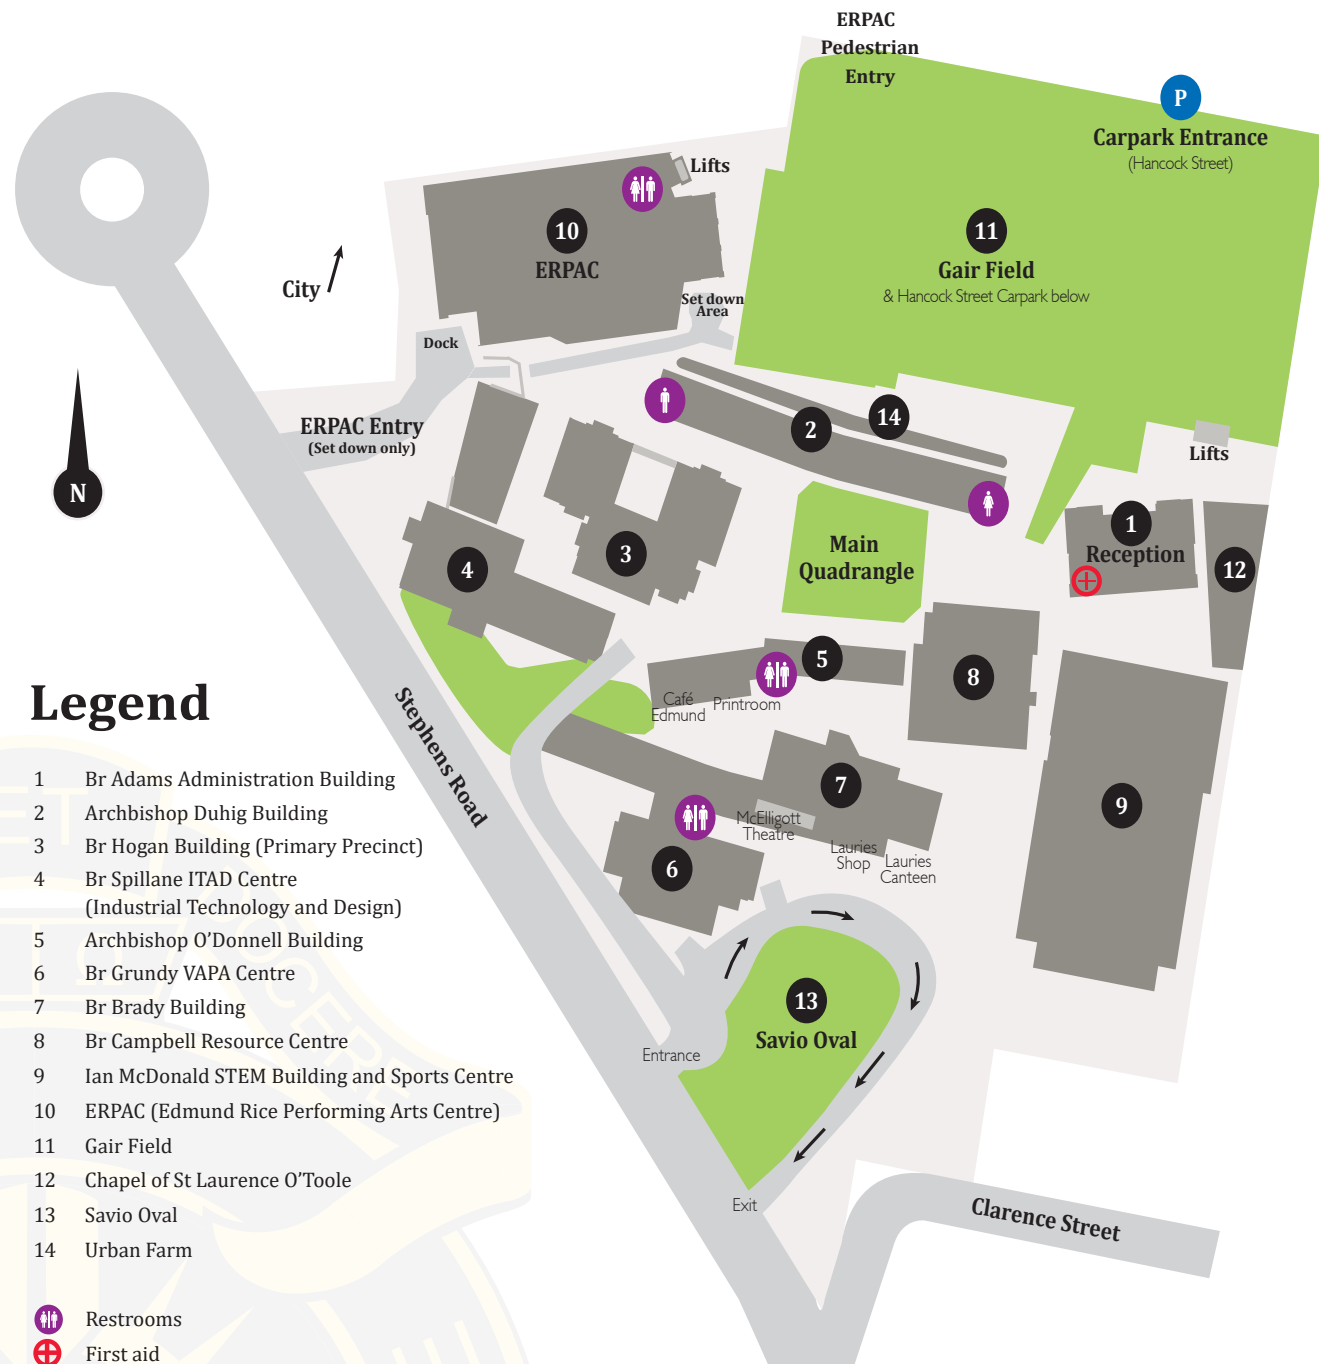 ERPAC
Pedestrian
Entry
P
Carpark Entrance
(Hancock Street)
Lifts
10
ERPAC
11
Gair Field
& Hancock Street Carpark below
City
Set down
Area
Dock
ERPAC Entry
(Set down only)
14
2
Lifts
N
1
Reception
3
Main
Quadrangle
4
12
5
8
Café
Edmund
Printroom
Stephens Road
7
9
McElligott
Theatre
Lauries
Shop
Lauries
Canteen
6
13
Savio Oval
Entrance
Exit
Clarence Street
Legend
1 Br Adams Administration Building
2 Archbishop Duhig Building
3 Br Hogan Building (Primary Precinct)
4 Br Spillane ITAD Centre
(Industrial Technology and Design)
5 Archbishop O’Donnell Building
6 Br Grundy VAPA Centre
7 Br Brady Building
8 Br Campbell Resource Centre
9 Ian McDonald STEM Building and Sports Centre
10 ERPAC (Edmund Rice Performing Arts Centre)
11 Gair Field
12 Chapel of St Laurence O’Toole
13 Savio Oval
14 Urban Farm
Restrooms
First aid
DOCERE